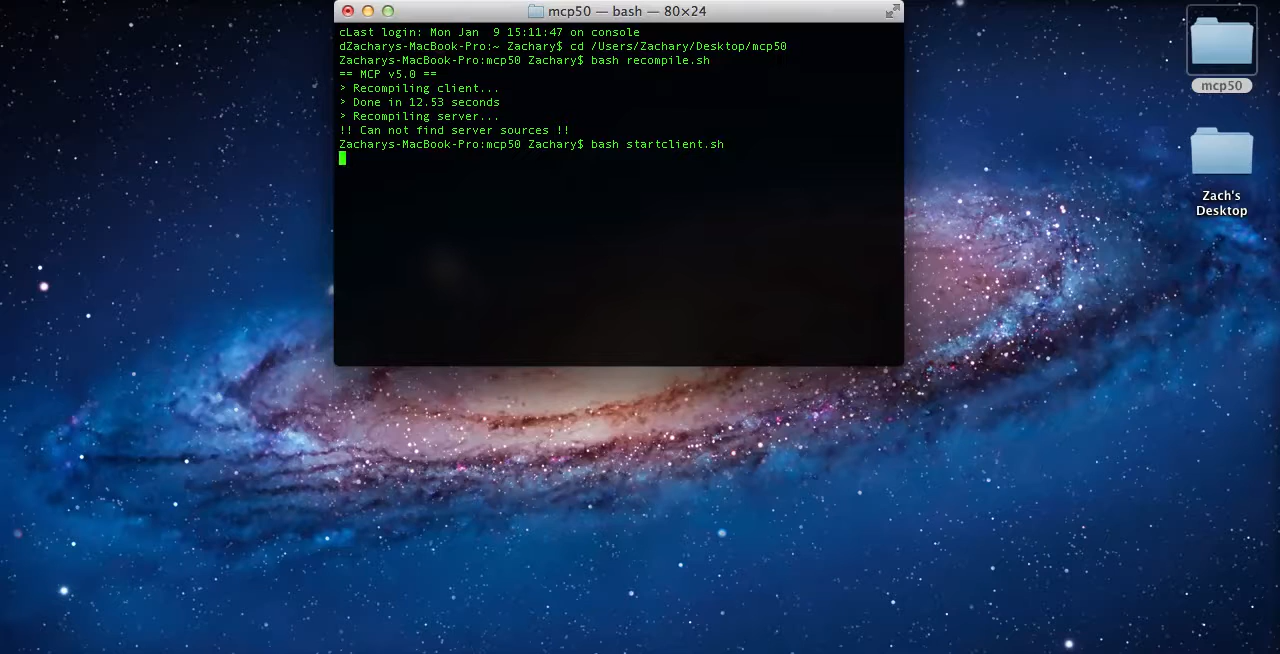 mcp50 — bash — 80×24
cLast login: Mon Jan  9 15:11:47 on console
dZacharys-MacBook-Pro:~ Zachary$ cd /Users/Zachary/Desktop/mcp50
Zacharys-MacBook-Pro:mcp50 Zachary$ bash recompile.sh
== MCP v5.0 ==
> Recompiling client...
> Done in 12.53 seconds
> Recompiling server...
!! Can not find server sources !!
Zacharys-MacBook-Pro:mcp50 Zachary$ bash startclient.sh
mcp50
Zach's
Desktop